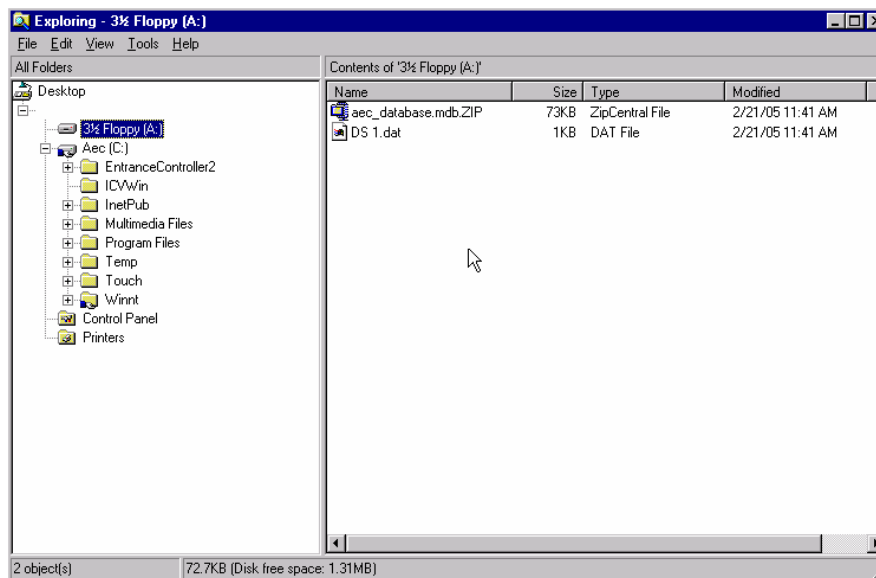 Exploring - 3½ Floppy (A:)
File Edit View Tools Help
All Folders
Contents of '3½ Floppy (A:)'
Desktop
3½ Floppy (A:)
Aec (C:)
EntranceController2
ICVWin
InetPub
Multimedia Files
Program Files
Temp
Touch
Winnt
Control Panel
Printers
Name Size Type Modified
aec_database.mdb.ZIP 73KB ZipCentral File 2/21/05 11:41 AM
DS 1.dat 1KB DAT File 2/21/05 11:41 AM
2 object(s) 72.7KB (Disk free space: 1.31MB)